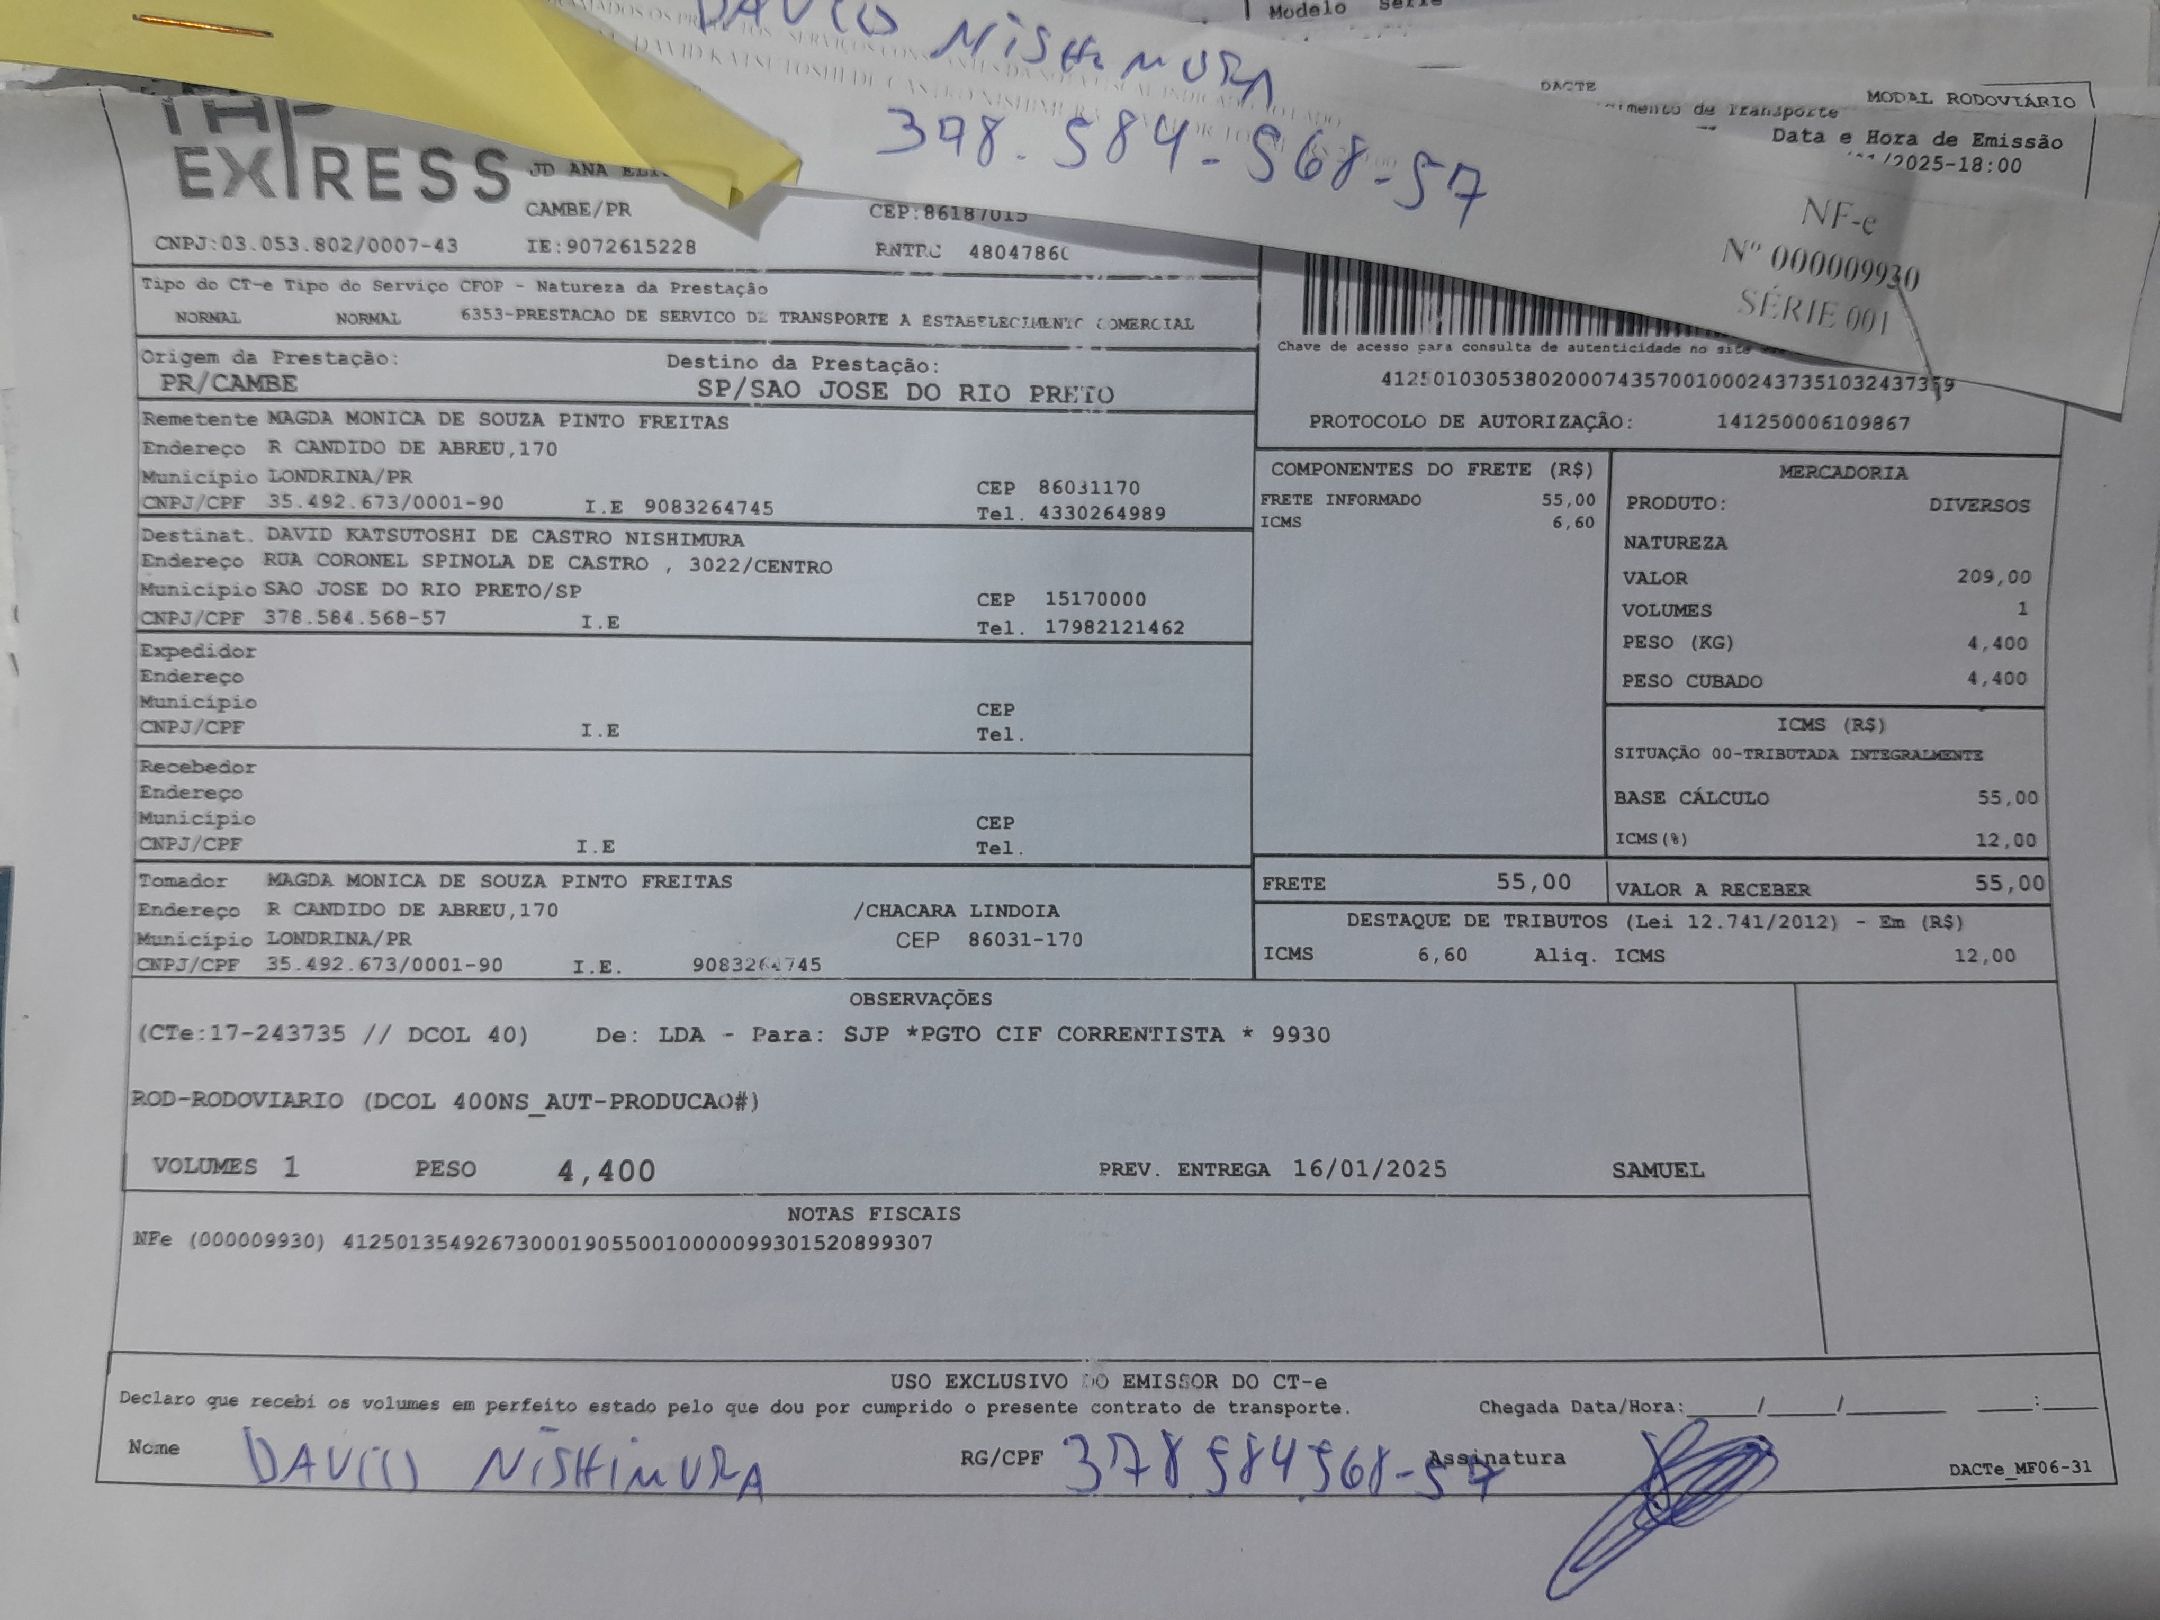 Modelo Série
DAVID NISHIMURA
378.584-568-57
DACTE
MODAL RODOVIÁRIO
imento de Transporte
Data e Hora de Emissão
/2025-18:00
NF-e
Nº 000009930
SÉRIE 001
EXPRESS
JD ANA
CAMBE/PR
CEP:86187015
CNPJ:03.053.802/0007-43 IE:9072615228 RNTRC 4804786
Tipo do CT-e Tipo do Serviço CFOP - Natureza da Prestação
NORMAL NORMAL 6353-PRESTACAO DE SERVICO DE TRANSPORTE A ESTABELECIMENTO COMERCIAL
Chave de acesso para consulta de autenticidade no site
41250103053802000743570010002437351032437359
PROTOCOLO DE AUTORIZAÇÃO: 141250006109867
Origem da Prestação: Destino da Prestação:
PR/CAMBE SP/SAO JOSE DO RIO PRETO
Remetente MAGDA MONICA DE SOUZA PINTO FREITAS
Endereço R CANDIDO DE ABREU,170
Município LONDRINA/PR CEP 86031170
CNPJ/CPF 35.492.673/0001-90 I.E 9083264745 Tel. 4330264989
Destinat. DAVID KATSUTOSHI DE CASTRO NISHIMURA
Endereço RUA CORONEL SPINOLA DE CASTRO , 3022/CENTRO
Município SAO JOSE DO RIO PRETO/SP CEP 15170000
CNPJ/CPF 378.584.568-57 I.E Tel. 17982121462
Expedidor
Endereço
Município CEP
CNPJ/CPF I.E Tel.
Recebedor
Endereço
Município CEP
CNPJ/CPF I.E Tel.
Tomador MAGDA MONICA DE SOUZA PINTO FREITAS
Endereço R CANDIDO DE ABREU,170 /CHACARA LINDOIA
Município LONDRINA/PR CEP 86031-170
CNPJ/CPF 35.492.673/0001-90 I.E. 9083264745
COMPONENTES DO FRETE (R$)
FRETE INFORMADO 55,00
ICMS 6,60
MERCADORIA
PRODUTO: DIVERSOS
NATUREZA
VALOR 209,00
VOLUMES 1
PESO (KG) 4,400
PESO CUBADO 4,400
ICMS (R$)
SITUAÇÃO 00-TRIBUTADA INTEGRALMENTE
BASE CÁLCULO 55,00
ICMS(%) 12,00
FRETE 55,00 VALOR A RECEBER 55,00
DESTAQUE DE TRIBUTOS (Lei 12.741/2012) - Em (R$)
ICMS 6,60 Aliq. ICMS 12,00
OBSERVAÇÕES
(CTe:17-243735 // DCOL 40) De: LDA - Para: SJP *PGTO CIF CORRENTISTA * 9930
ROD-RODOVIARIO (DCOL 400NS_AUT-PRODUCAO#)
VOLUMES 1 PESO 4,400 PREV. ENTREGA 16/01/2025 SAMUEL
NOTAS FISCAIS
NFe (000009930) 41250135492673000190550010000099301520899307
USO EXCLUSIVO DO EMISSOR DO CT-e
Declaro que recebi os volumes em perfeito estado pelo que dou por cumprido o presente contrato de transporte. Chegada Data/Hora:____/____/______ ____:____
Nome DAVID NISHIMURA RG/CPF 378.584.568-57 Assinatura
DACTe_MF06-31